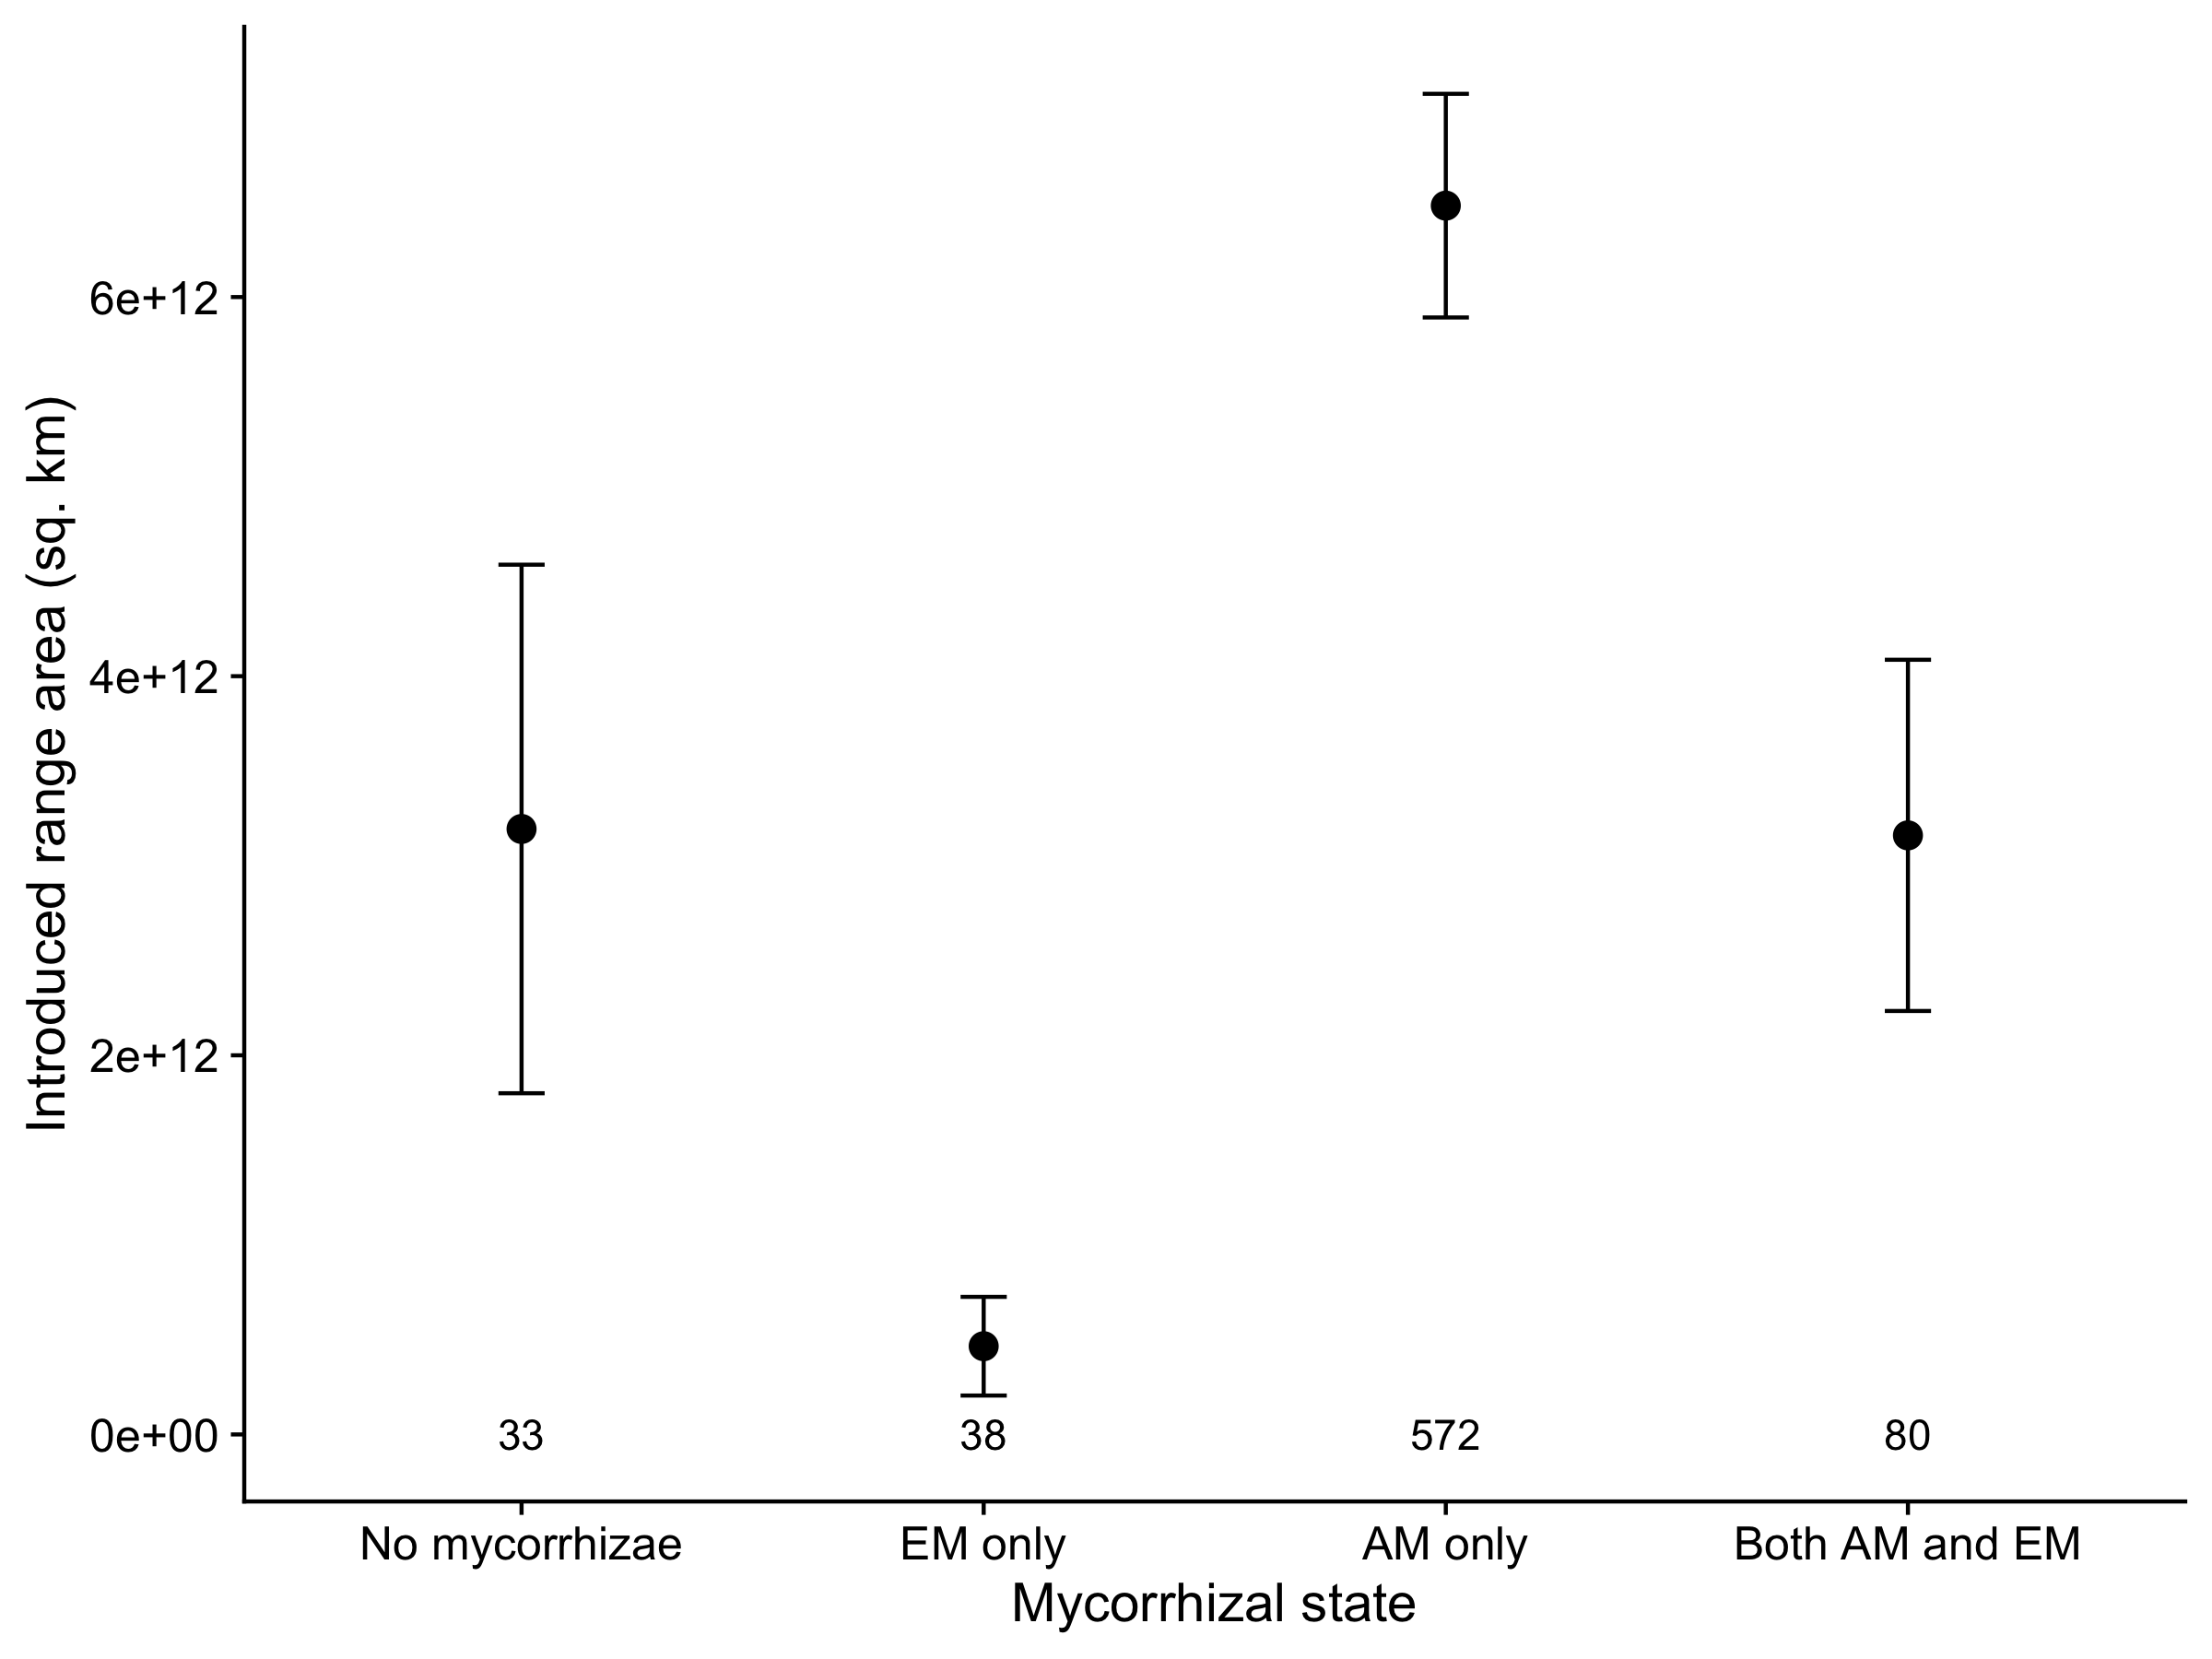 Introduced range area (sq. km)
6e+12
4e+12
2e+12
0e+00
33 38 572 80
No mycorrhizae EM only AM only Both AM and EM
Mycorrhizal state